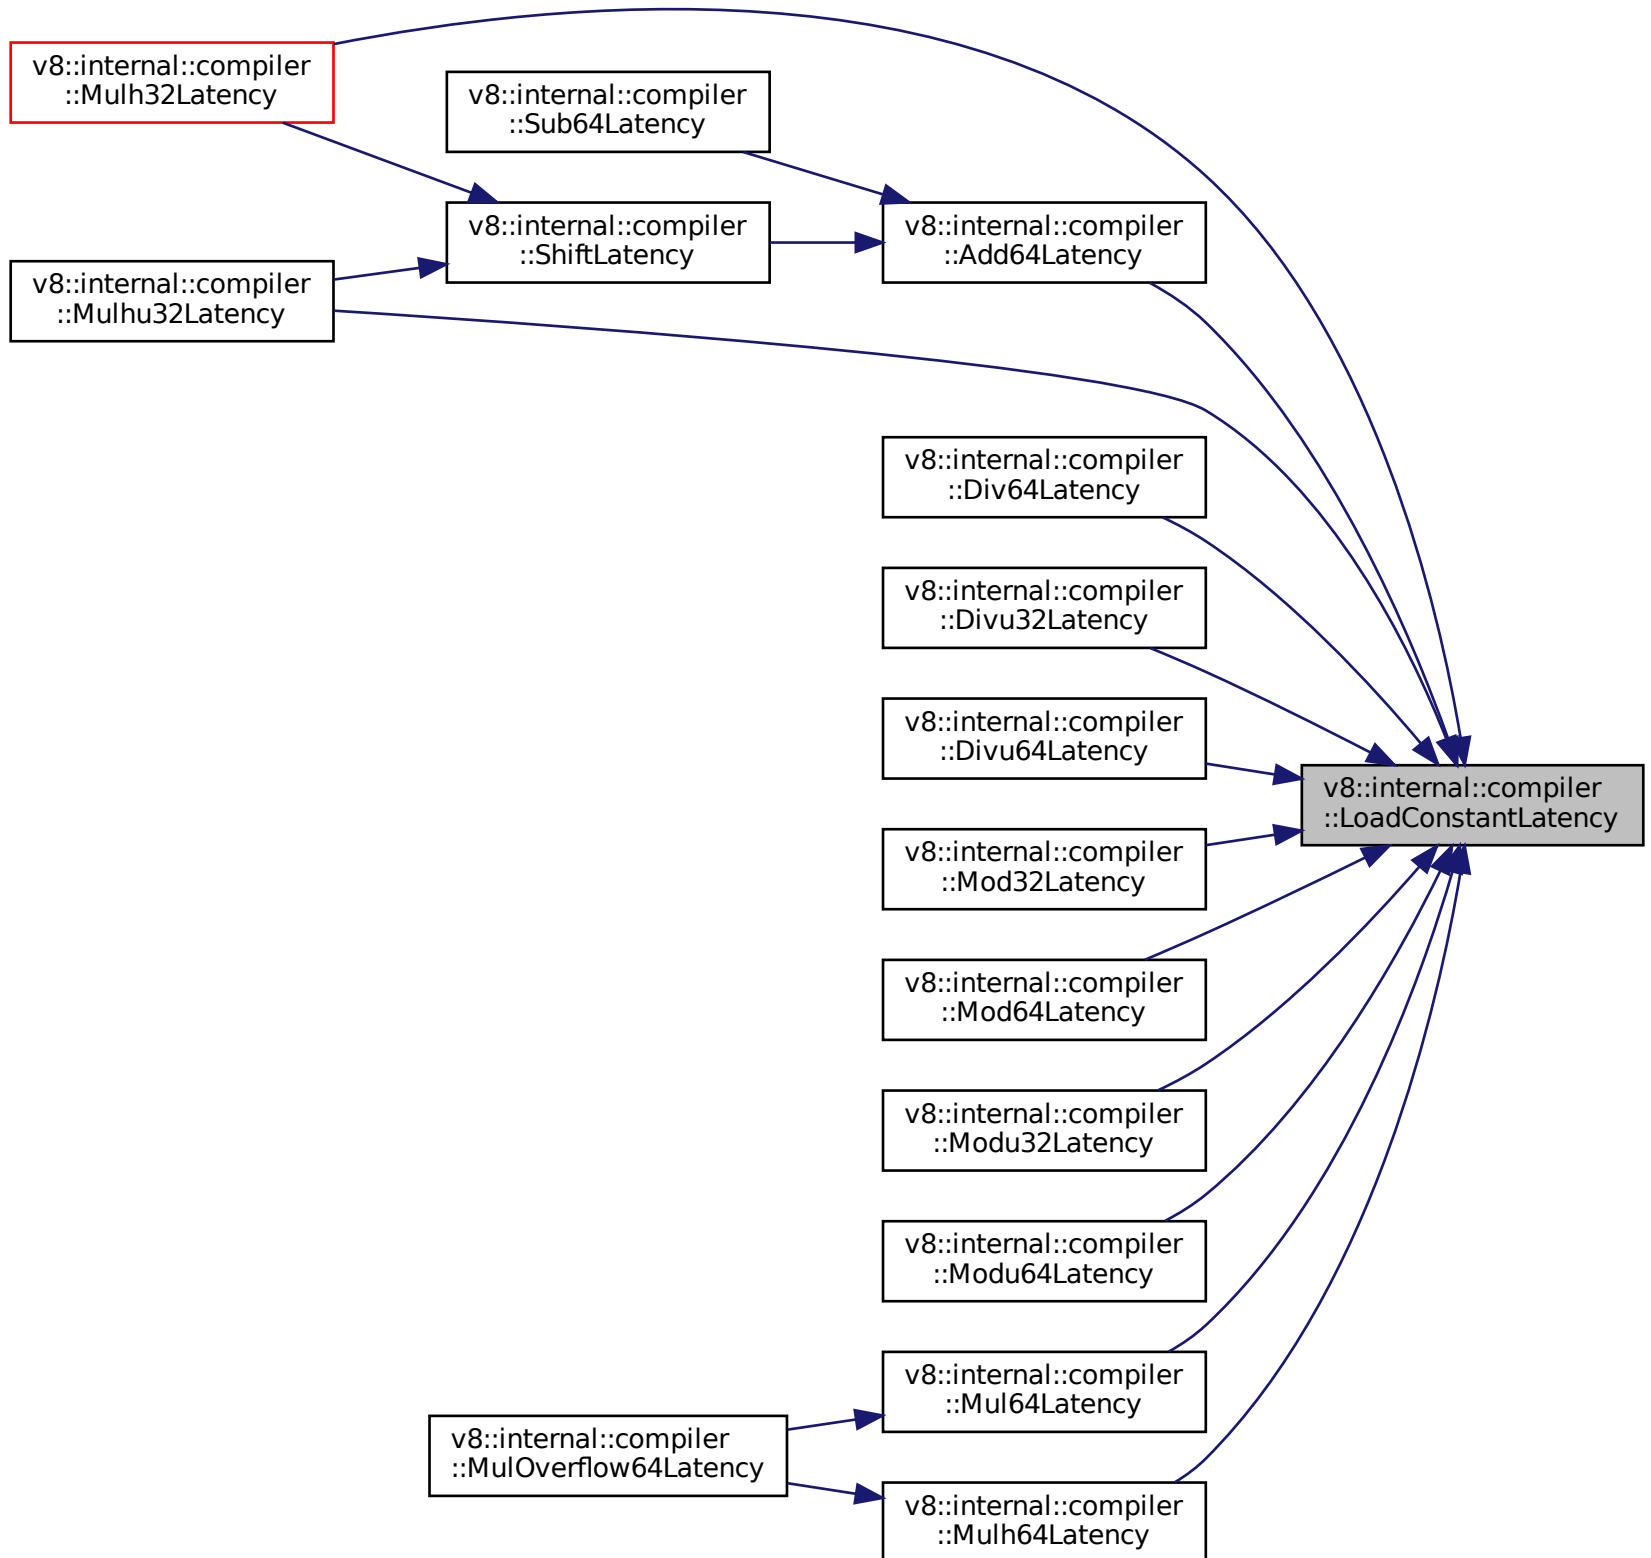 v8::internal::compiler
::Mulh32Latency
v8::internal::compiler
::Sub64Latency
v8::internal::compiler
::ShiftLatency
v8::internal::compiler
::Add64Latency
v8::internal::compiler
::Mulhu32Latency
v8::internal::compiler
::Div64Latency
v8::internal::compiler
::Divu32Latency
v8::internal::compiler
::Divu64Latency
v8::internal::compiler
::LoadConstantLatency
v8::internal::compiler
::Mod32Latency
v8::internal::compiler
::Mod64Latency
v8::internal::compiler
::Modu32Latency
v8::internal::compiler
::Modu64Latency
v8::internal::compiler
::Mul64Latency
v8::internal::compiler
::MulOverflow64Latency
v8::internal::compiler
::Mulh64Latency